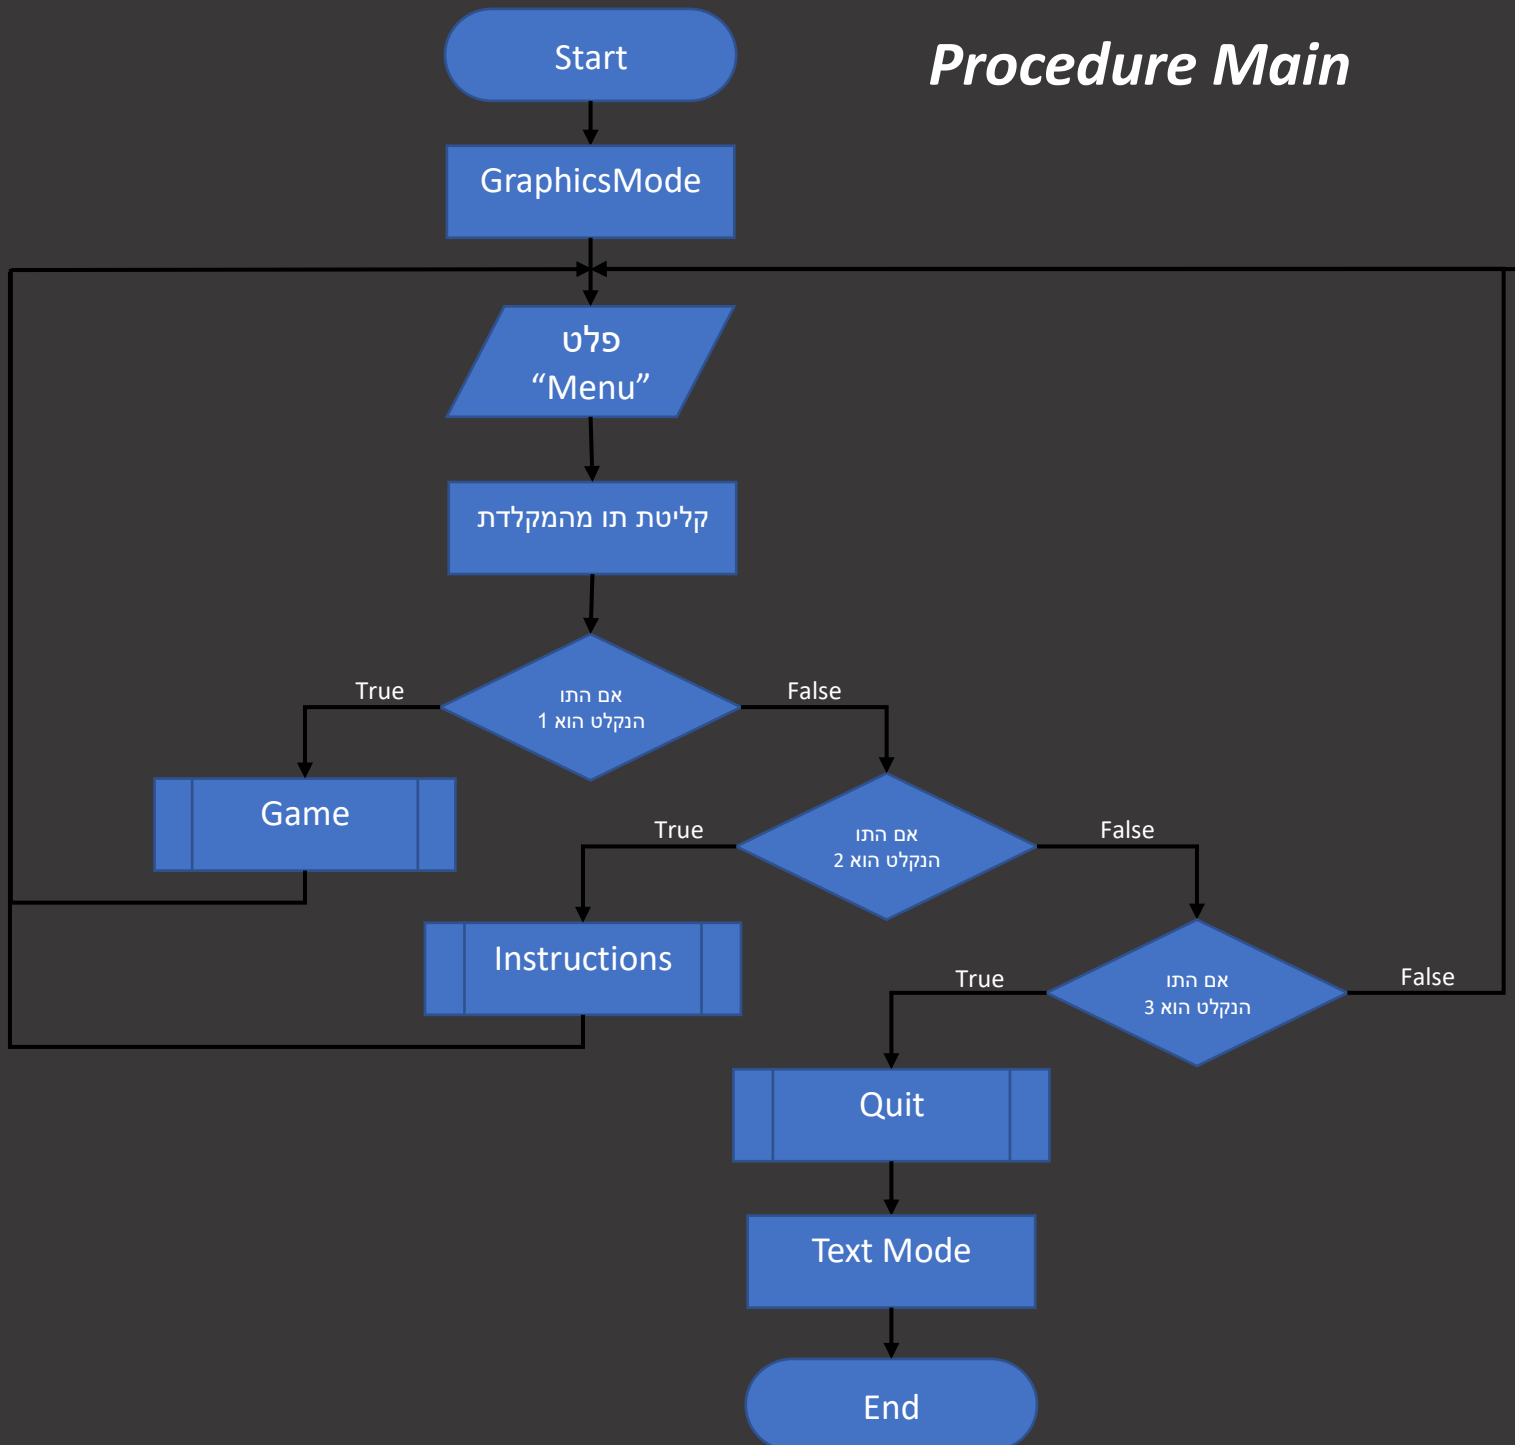 Procedure Main
Start
GraphicsMode
פלט
“Menu”
קליטת תו מהמקלדת
אם התו
הנקלט הוא 1
True
False
Game
אם התו
הנקלט הוא 2
True
False
Instructions
אם התו
הנקלט הוא 3
True
False
Quit
Text Mode
End